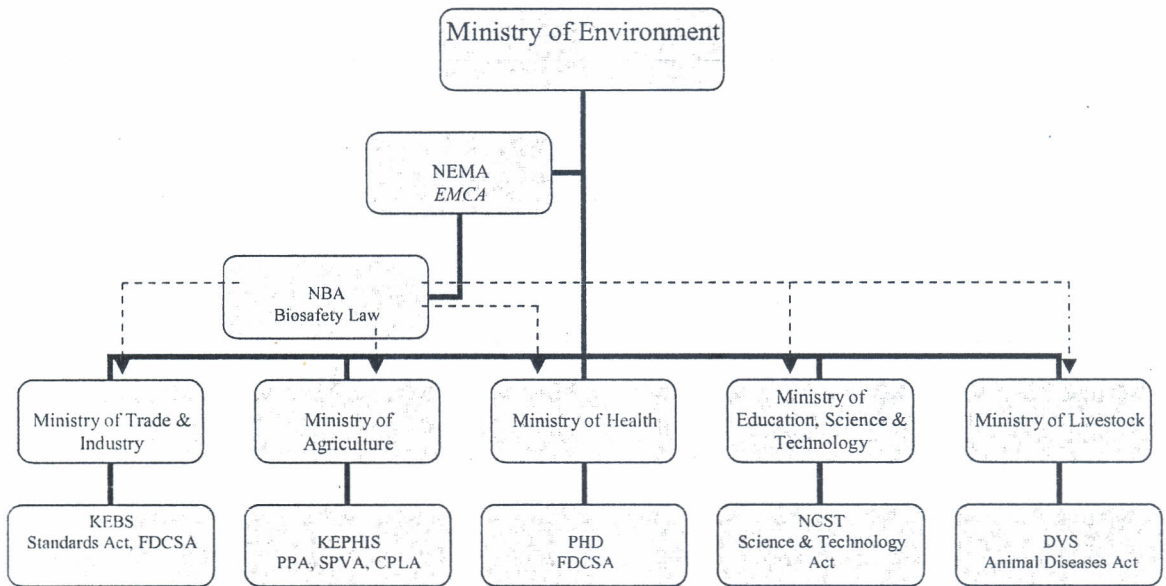 Ministry of Environment
NEMA
EMCA
NBA
Biosafety Law
Ministry of Trade &
Industry
Ministry of
Agriculture
Ministry of Health
Ministry of
Education, Science &
Technology
Ministry of Livestock
KEBS
Standards Act, FDCSA
KEPHIS
PPA, SPVA, CPLA
PHD
FDCSA
NCST
Science & Technology
Act
DVS
Animal Diseases Act